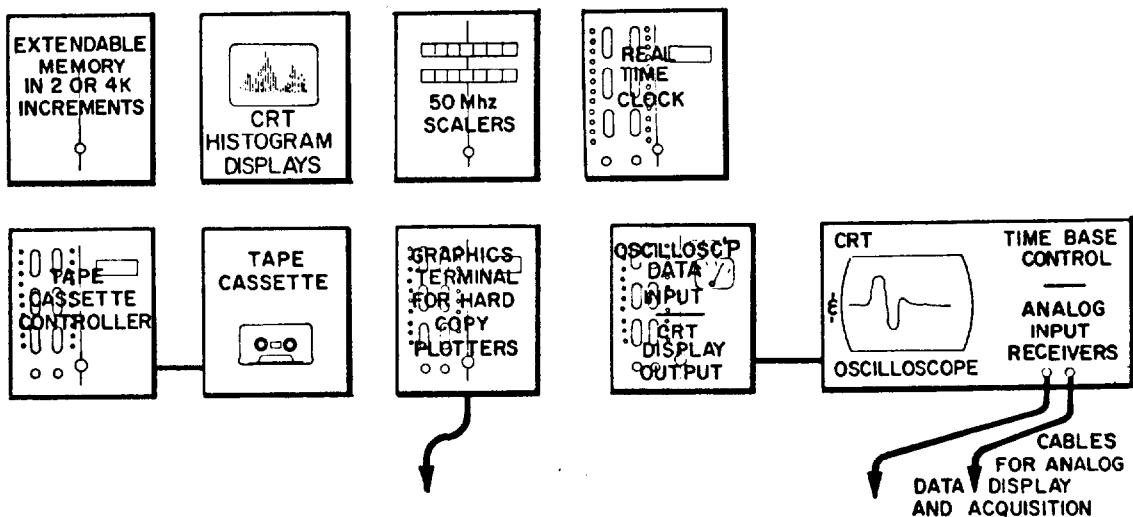 EXTENDABLE
MEMORY
IN 2 OR 4K
INCREMENTS
CRT
HISTOGRAM
DISPLAYS
50 Mhz
SCALERS
REAL
TIME
CLOCK
TAPE
CASSETTE
CONTROLLER
TAPE
CASSETTE
GRAPHICS
TERMINAL
FOR HARD
COPY
PLOTTERS
OSCILLOSC'P
DATA
INPUT
CRT
DISPLAY
OUTPUT
CRT
OSCILLOSCOPE
TIME BASE
CONTROL
ANALOG
INPUT
RECEIVERS
CABLES
FOR ANALOG
DATA DISPLAY
AND ACQUISITION